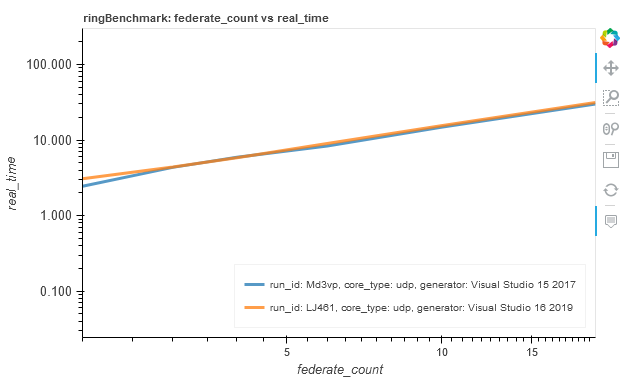 ringBenchmark: federate_count vs real_time
100.000
10.000
1.000
0.100
real_time
run_id: Md3vp, core_type: udp, generator: Visual Studio 15 2017
run_id: LJ461, core_type: udp, generator: Visual Studio 16 2019
5
10
15
federate_count